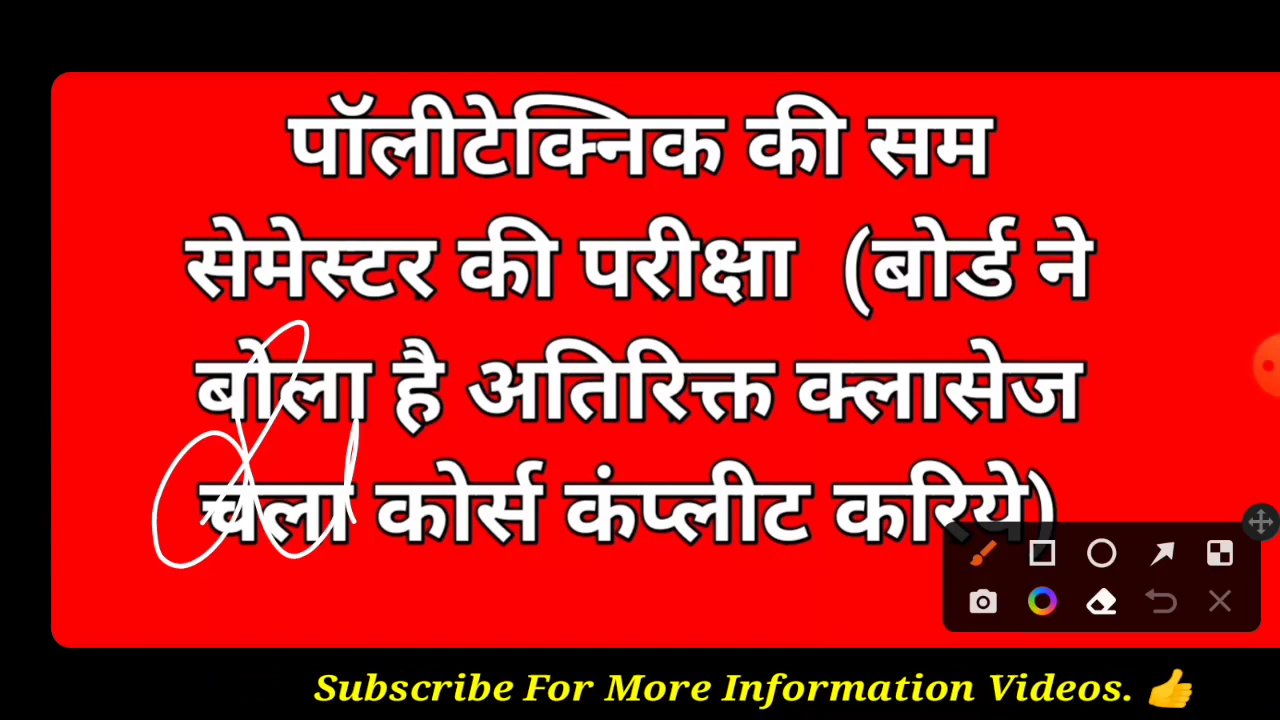 पॉलीटेक्निक की सम
सेमेस्टर की परीक्षा (बोर्ड ने
बोला है अतिरिक्त क्लासेज
चला कोर्स कंप्लीट करिये)
Subscribe For More Information Videos. 👍